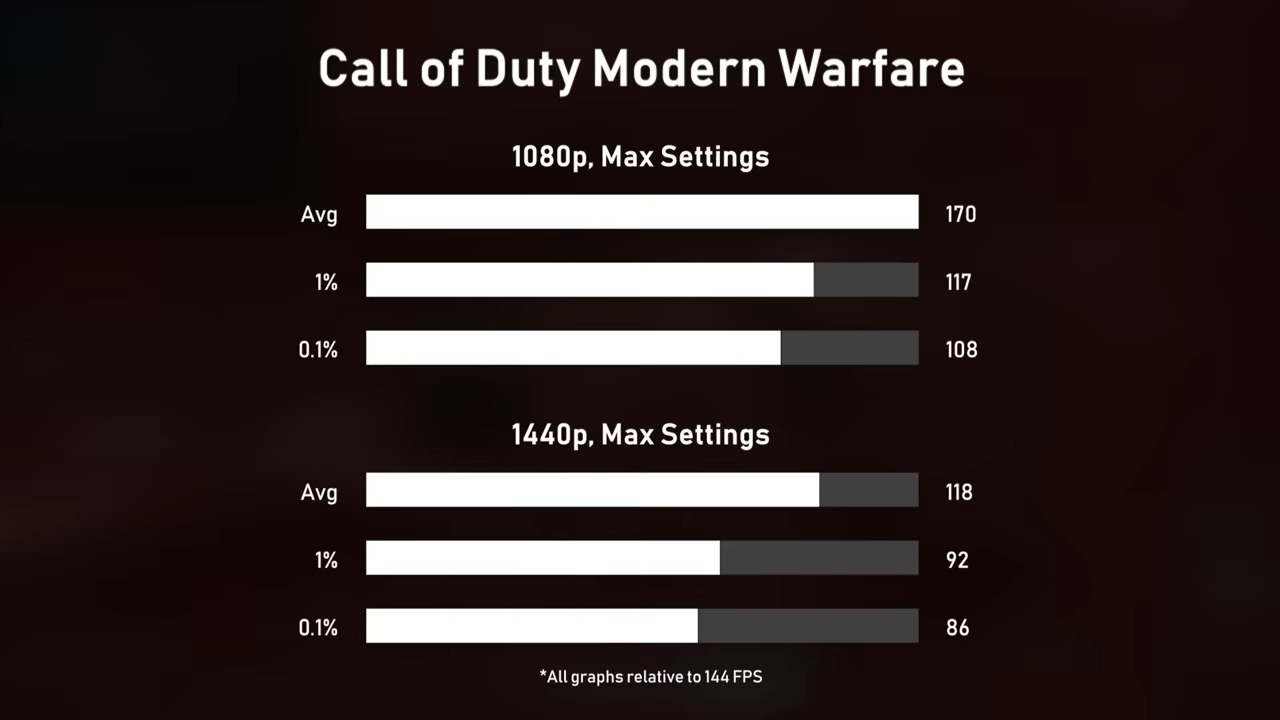 Call of Duty Modern Warfare
1080p, Max Settings
Avg 170
1% 117
0.1% 108
1440p, Max Settings
Avg 118
1% 92
0.1% 86
*All graphs relative to 144 FPS